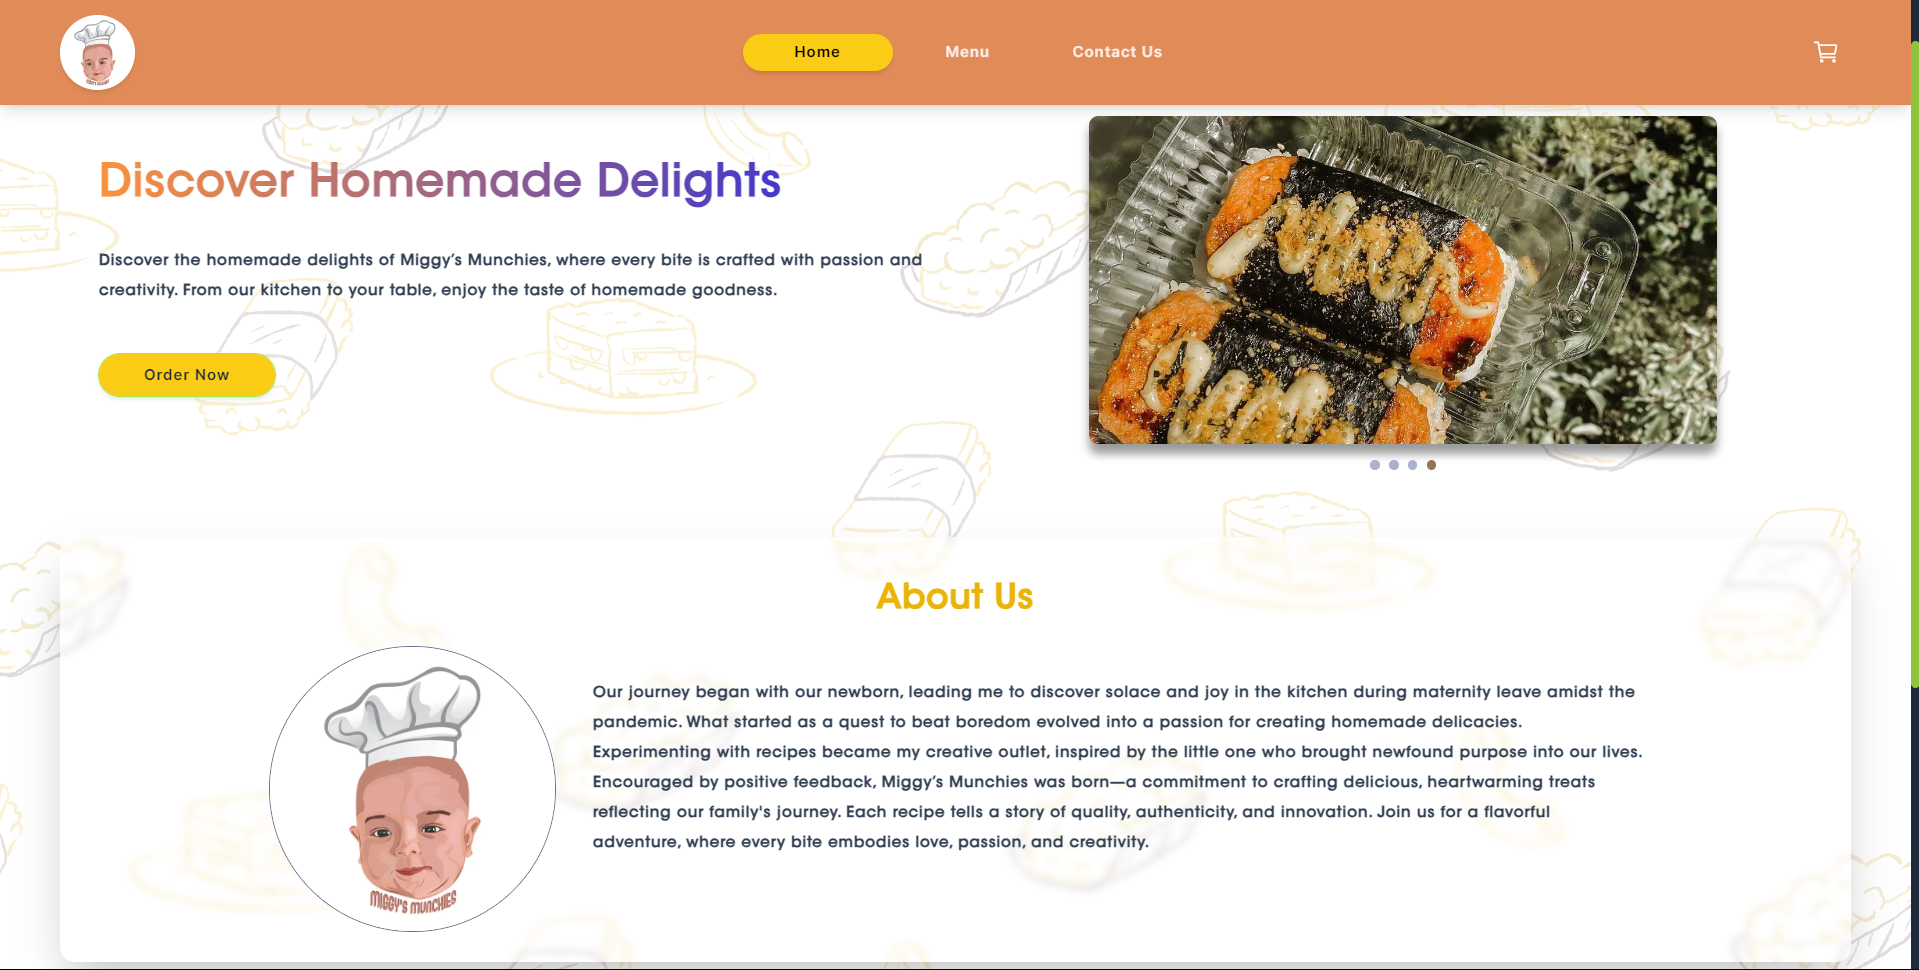 Home
Menu
Contact Us
Discover Homemade Delights
Discover the homemade delights of Miggy’s Munchies, where every bite is crafted with passion and
creativity. From our kitchen to your table, enjoy the taste of homemade goodness.
Order Now
About Us
Our journey began with our newborn, leading me to discover solace and joy in the kitchen during maternity leave amidst the
pandemic. What started as a quest to beat boredom evolved into a passion for creating homemade delicacies.
Experimenting with recipes became my creative outlet, inspired by the little one who brought newfound purpose into our lives.
Encouraged by positive feedback, Miggy’s Munchies was born—a commitment to crafting delicious, heartwarming treats
reflecting our family's journey. Each recipe tells a story of quality, authenticity, and innovation. Join us for a flavorful
adventure, where every bite embodies love, passion, and creativity.
MIGGY'S MUNCHIES